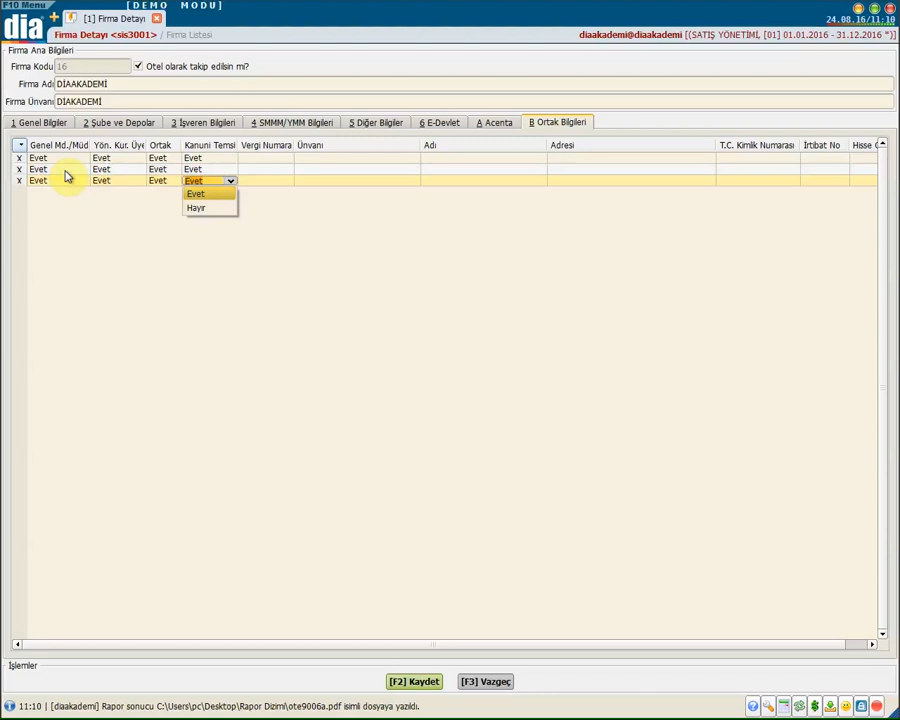 F10 Menu
[DEMO MODU]
dia
[1] Firma Detayı
24.08.16/11:10
Firma Detayı <sis3001> / Firma Listesi
diaakademi@diaakademi [(SATIŞ YÖNETİMİ, [01] 01.01.2016 - 31.12.2016 *)]
Firma Ana Bilgileri
Firma Kodu 16 Otel olarak takip edilsin mi?
Firma Adı DİAAKADEMİ
Firma Ünvanı DİAKADEMİ
1 Genel Bilgiler 2 Şube ve Depolar 3 İşveren Bilgileri 4 SMMM/YMM Bilgileri 5 Diğer Bilgiler 6 E-Devlet A Acenta B Ortak Bilgileri
Genel Md./Müd Yön. Kur. Üye Ortak Kanuni Temsi Vergi Numara Ünvanı Adı Adresi T.C. Kimlik Numarası İrtibat No Hisse
X Evet Evet Evet Evet
X Evet Evet Evet Evet
X Evet Evet Evet Evet
Evet
Hayır
İşlemler
[F2] Kaydet [F3] Vazgeç
11:10 | [diaakademi] Rapor sonucu C:\Users\pc\Desktop\Rapor Dizimi\ote9006a.pdf isimli dosyaya yazıldı.